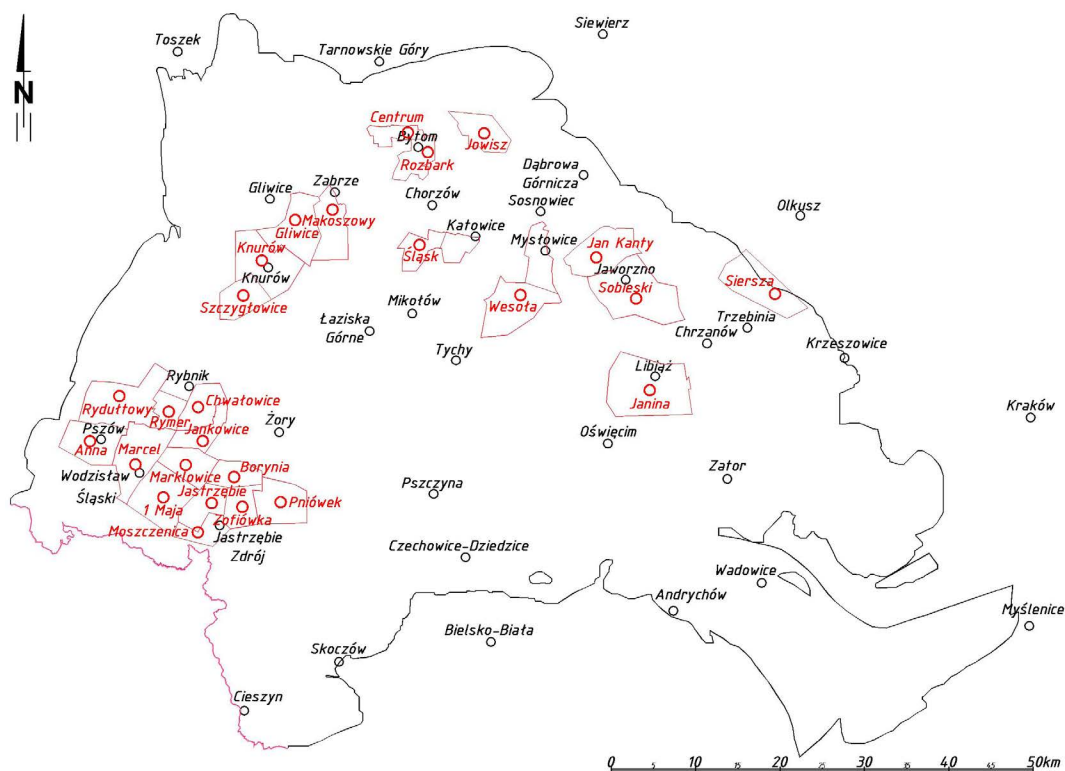 Siewierz
Toszek
Tarnowskie Góry
N
Centrum
Bytom
Jowisz
Rozbark
Dąbrowa
Górnicza
Gliwice
Zabrze
Chorzów
Sosnowiec
Olkusz
Makoszowy
Gliwice
Katowice
Mysłowice
Knurów
Śląsk
Jan Kanty
Knurów
Jaworzno
Siersza
Szczygłowice
Wesoła
Sobieski
Mikołów
Łaziska
Górne
Trzebinia
Chrzanów
Krzeszowice
Tychy
Rybnik
Libiąż
Janina
Rydułtowy
Chwałowice
Rymer
Kraków
Jankowice
Żory
Pszów
Anna
Marcel
Oświęcim
Wodzisław
Śląski
Marklowice
Borynia
Zator
Jastrzębie
Pszczyna
1 Maja
Zofiówka
Pniówek
Moszczenica
Jastrzębie
Zdrój
Czechowice-Dziedzice
Wadowice
Andrychów
Myślenice
Bielsko-Biała
Skoczów
Cieszyn
0 5 10 15 20 25 30 35 40 45 50km